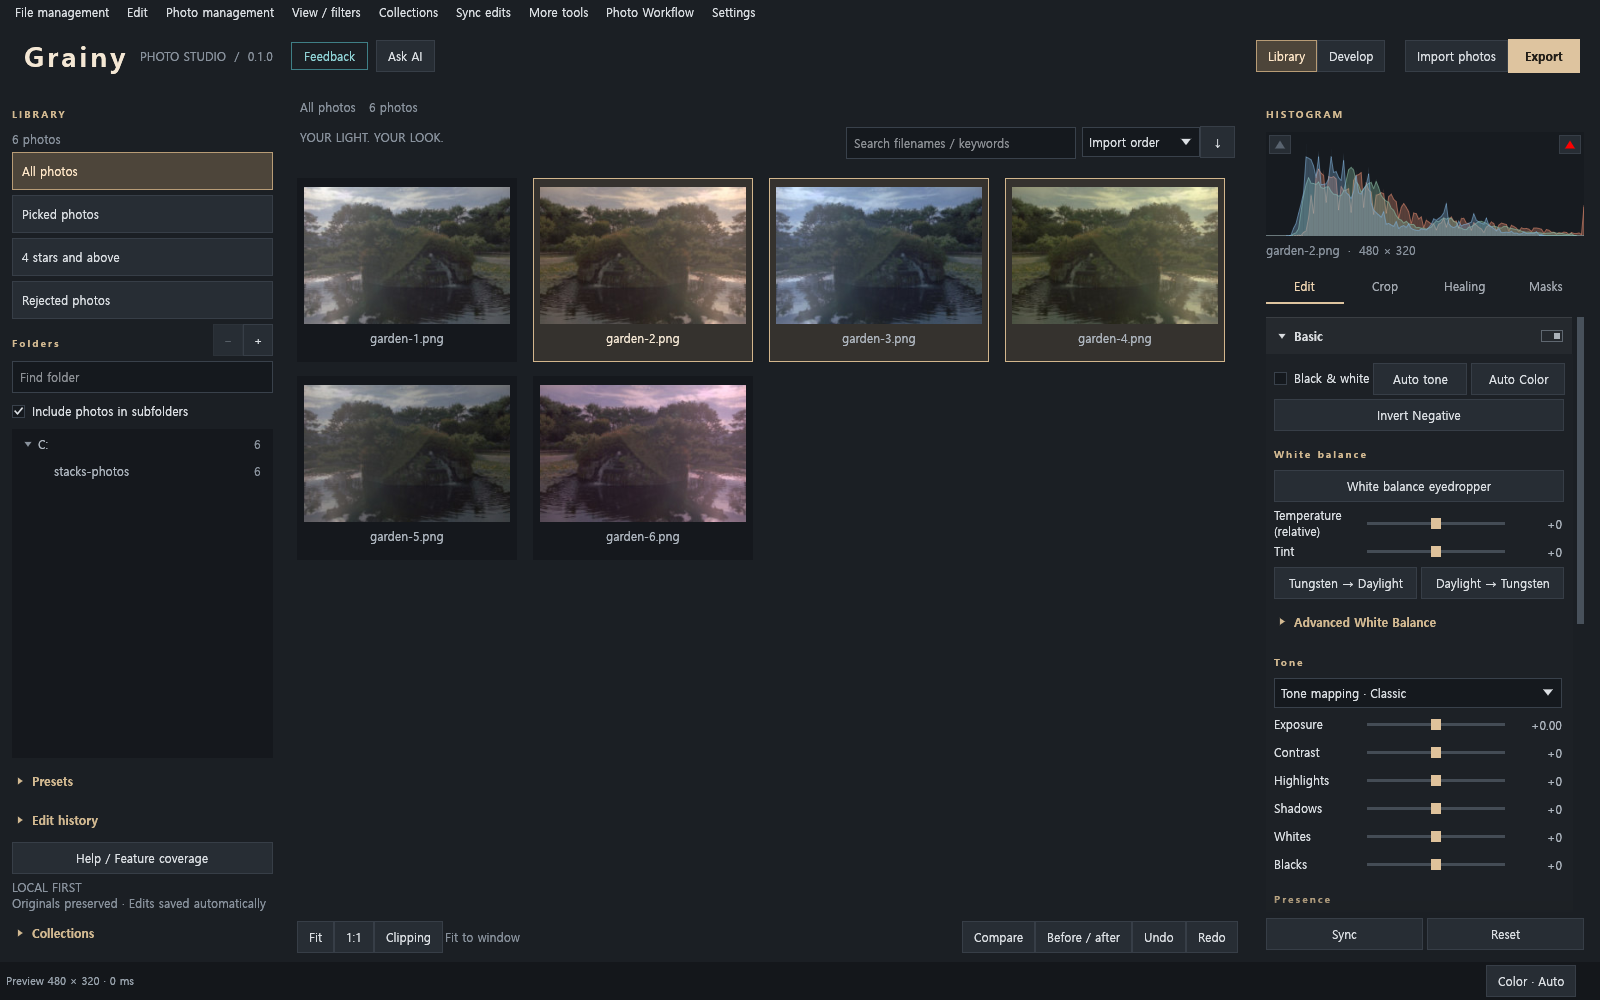 File management Edit Photo management View / filters Collections Sync edits More tools Photo Workflow Settings
Grainy PHOTO STUDIO / 0.1.0 Feedback Ask AI Library Develop Import photos Export
LIBRARY
6 photos
All photos
Picked photos
4 stars and above
Rejected photos
Folders − +
Find folder
Include photos in subfolders
C: 6
stacks-photos 6
Presets
Edit history
Help / Feature coverage
LOCAL FIRST
Originals preserved · Edits saved automatically
Collections
All photos 6 photos
YOUR LIGHT. YOUR LOOK.
Search filenames / keywords Import order ↓
garden-1.png garden-2.png garden-3.png garden-4.png
garden-5.png garden-6.png
Fit 1:1 Clipping Fit to window Compare Before / after Undo Redo
HISTOGRAM
garden-2.png · 480 × 320
Edit Crop Healing Masks
Basic
Black & white Auto tone Auto Color
Invert Negative
White balance
White balance eyedropper
Temperature
(relative) +0
Tint +0
Tungsten → Daylight Daylight → Tungsten
Advanced White Balance
Tone
Tone mapping · Classic
Exposure +0.00
Contrast +0
Highlights +0
Shadows +0
Whites +0
Blacks +0
Presence
Sync Reset
Preview 480 × 320 · 0 ms Color · Auto